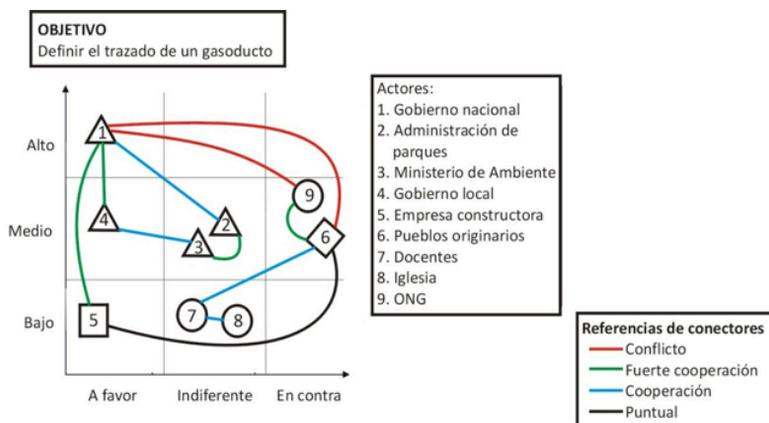 OBJETIVO
Definir el trazado de un gasoducto
Alto
Medio
Bajo
1
9
4
2
3
6
5
7
8
A favor
Indiferente
En contra
Actores:
1. Gobierno nacional
2. Administración de
parques
3. Ministerio de Ambiente
4. Gobierno local
5. Empresa constructora
6. Pueblos originarios
7. Docentes
8. Iglesia
9. ONG
Referencias de conectores
Conflicto
Fuerte cooperación
Cooperación
Puntual